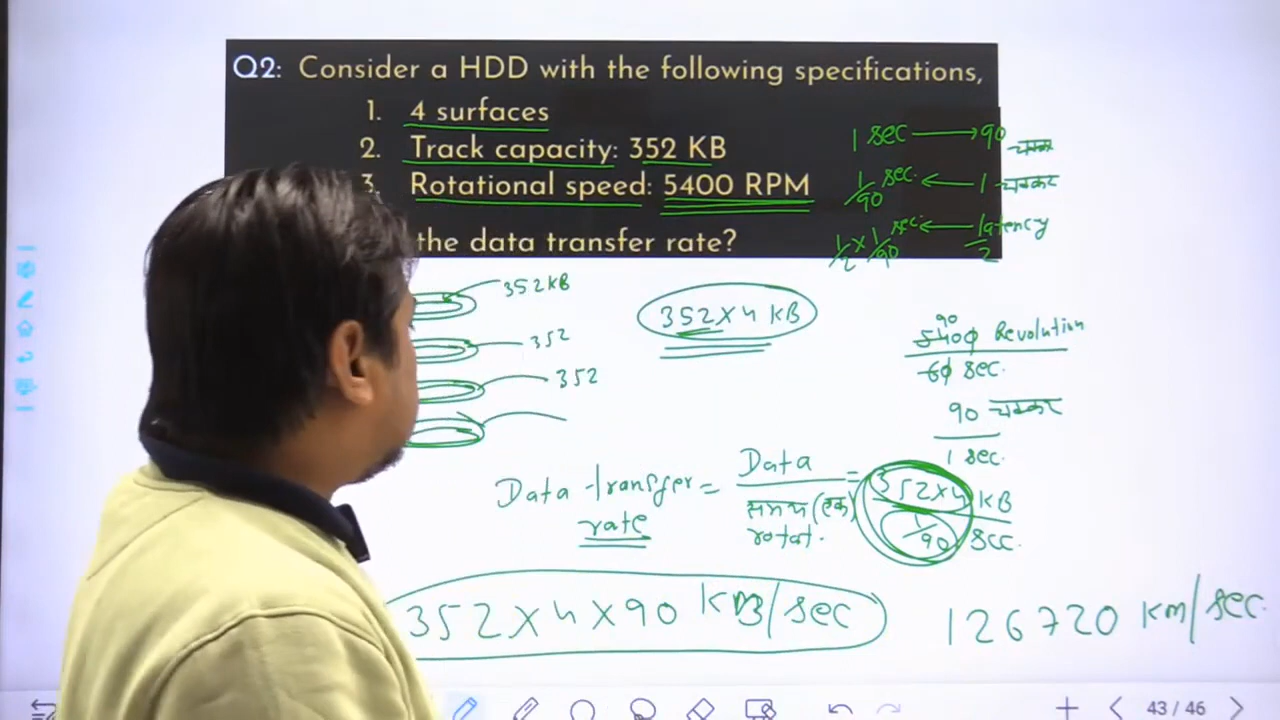 Q2: Consider a HDD with the following specifications,
1. 4 surfaces
2. Track capacity: 352 KB
3. Rotational speed: 5400 RPM
the data transfer rate?
1 sec → 90 चक्कर
1/90 sec. ← 1 चक्कर
1/2 × 1/90 sec ← latency 1/2
352KB
352
352
352×4 KB
90
5400 Revolution
60 sec.
90 चक्कर
1 sec.
Data transfer rate = Data / समय (एक) rotat. = 352×4 KB / 1/90 sec.
352×4×90 KB/sec
126720 km/sec.
43 / 46